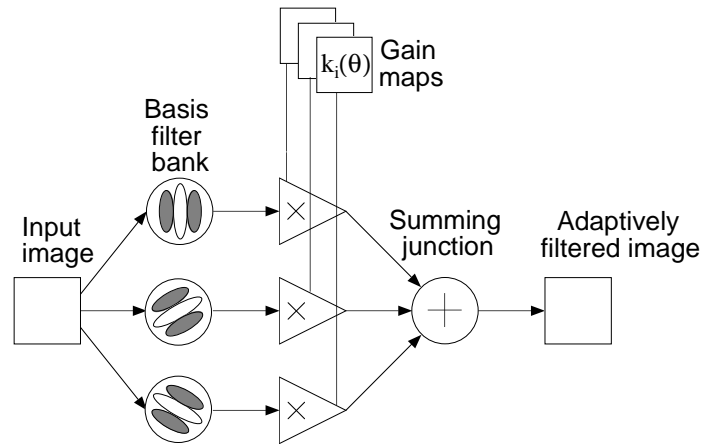 k_i(θ)
Gain
maps
Basis
filter
bank
×
Input
image
×
Summing
junction
+
Adaptively
filtered image
×